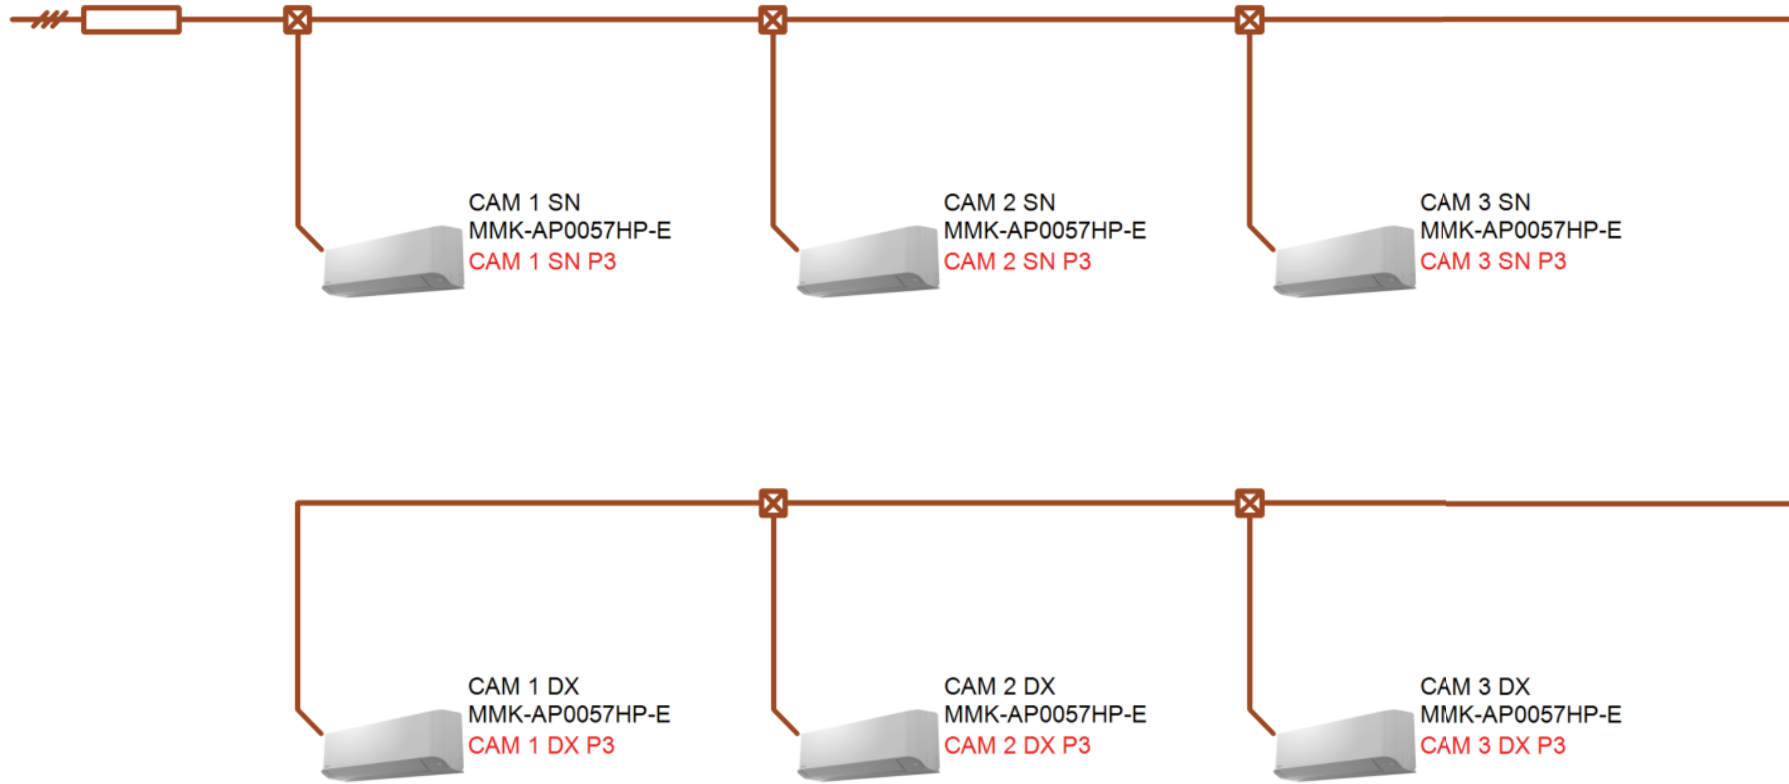 CAM 1 SN
MMK-AP0057HP-E
CAM 1 SN P3
CAM 2 SN
MMK-AP0057HP-E
CAM 2 SN P3
CAM 3 SN
MMK-AP0057HP-E
CAM 3 SN P3
CAM 1 DX
MMK-AP0057HP-E
CAM 1 DX P3
CAM 2 DX
MMK-AP0057HP-E
CAM 2 DX P3
CAM 3 DX
MMK-AP0057HP-E
CAM 3 DX P3